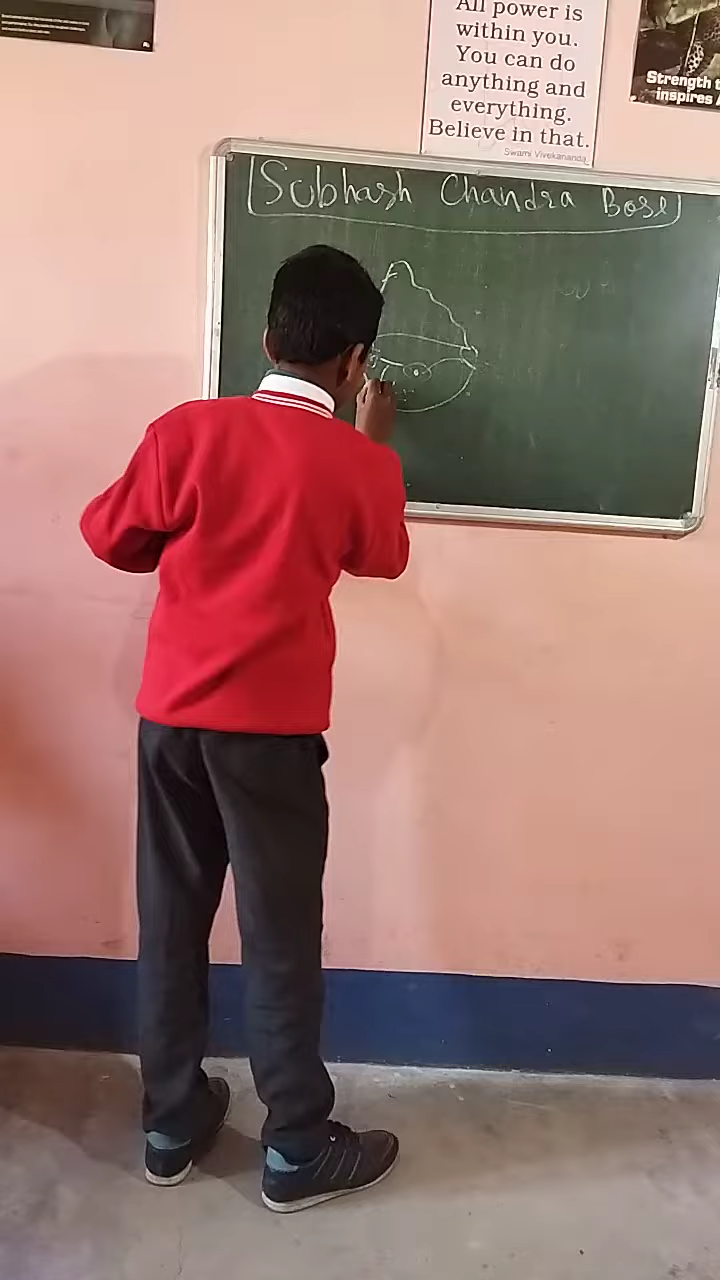 All power is
within you.
You can do
anything and
everything.
Believe in that.
Swami Vivekananda
Strength t
inspires
Subhash Chandra Bose